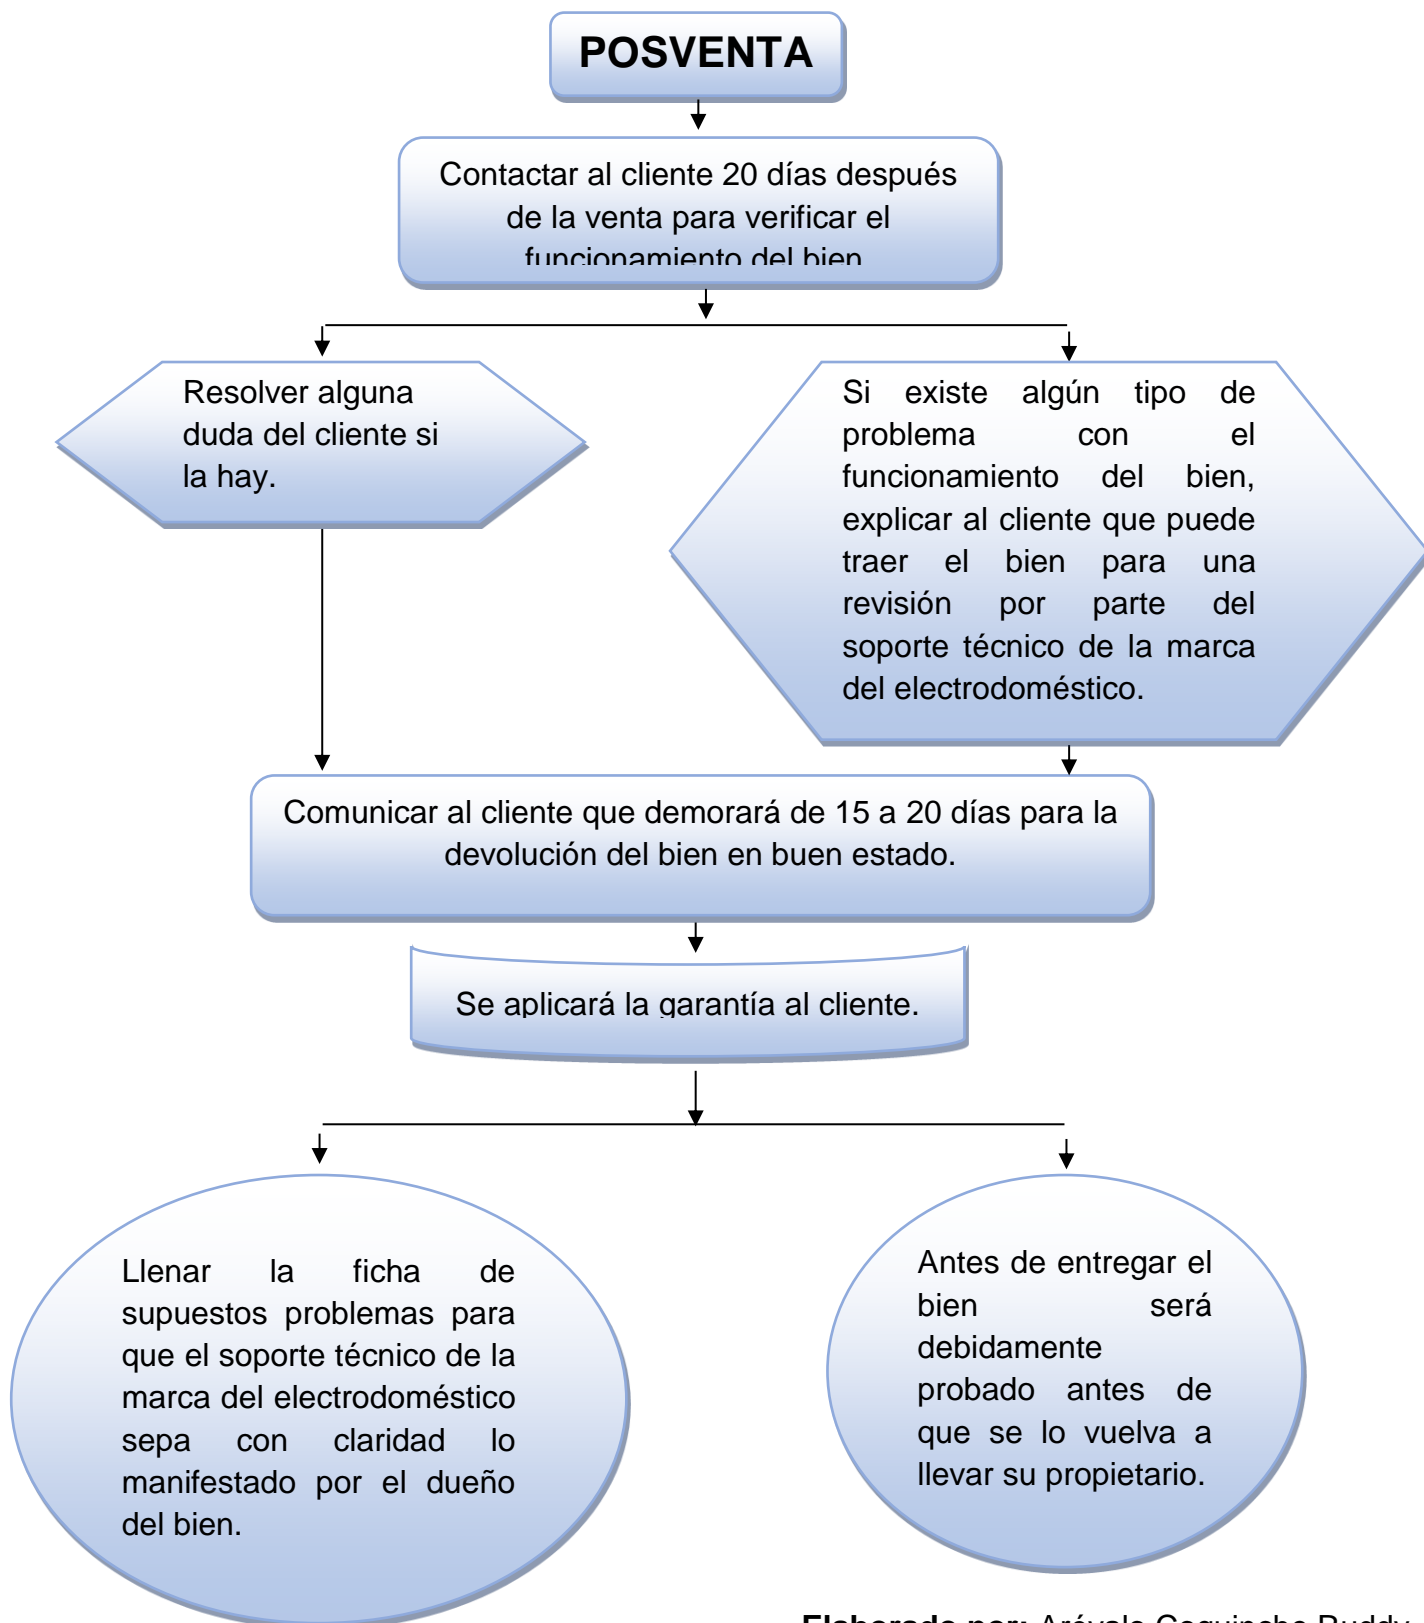 POSVENTA
Contactar al cliente 20 días después
de la venta para verificar el
funcionamiento del bien
Resolver alguna
duda del cliente si
la hay.
Si existe algún tipo de
problema con el
funcionamiento del bien,
explicar al cliente que puede
traer el bien para una
revisión por parte del
soporte técnico de la marca
del electrodoméstico.
Comunicar al cliente que demorará de 15 a 20 días para la
devolución del bien en buen estado.
Se aplicará la garantía al cliente.
Llenar la ficha de
supuestos problemas para
que el soporte técnico de la
marca del electrodoméstico
sepa con claridad lo
manifestado por el dueño
del bien.
Antes de entregar el
bien será
debidamente
probado antes de
que se lo vuelva a
llevar su propietario.
Elaborado por: Arévalo